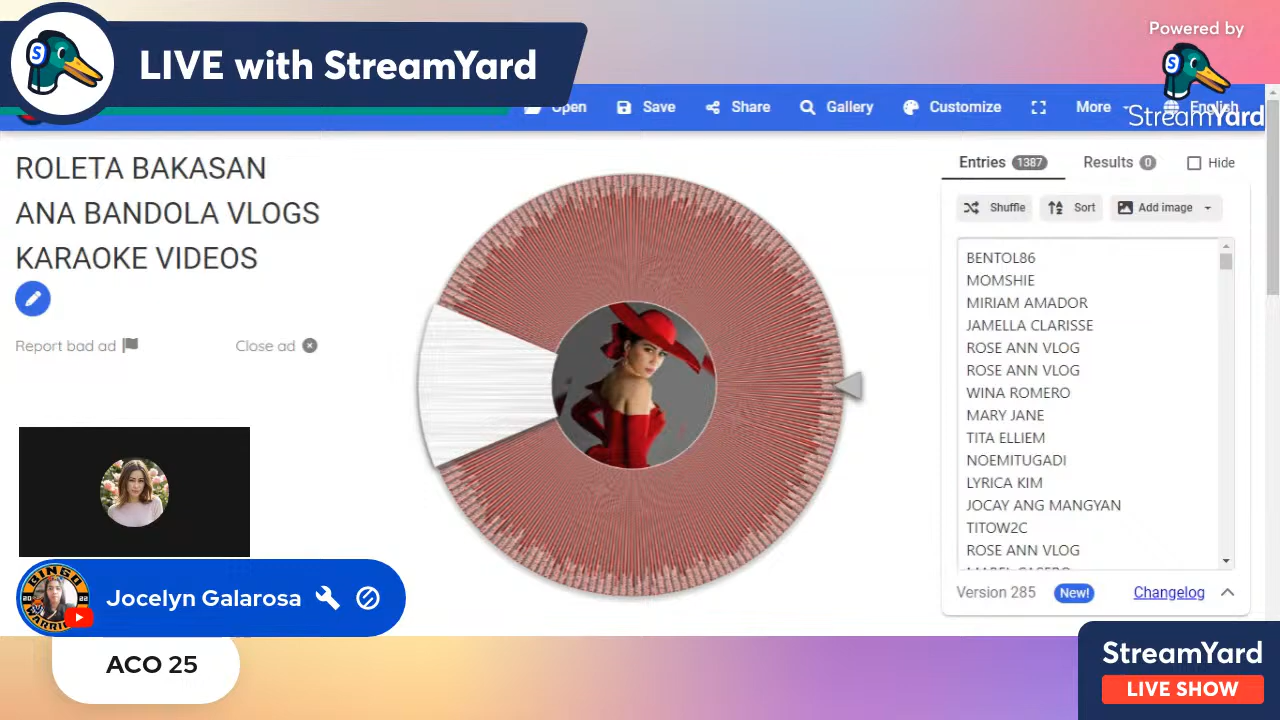 LIVE with StreamYard
Powered by
StreamYard
Open
Save
Share
Gallery
Customize
More
English
ROLETA BAKASAN
ANA BANDOLA VLOGS
KARAOKE VIDEOS
Report bad ad
Close ad
Entries 1387
Results 0
Hide
Shuffle
Sort
Add image
BENTOL86
MOMSHIE
MIRIAM AMADOR
JAMELLA CLARISSE
ROSE ANN VLOG
ROSE ANN VLOG
WINA ROMERO
MARY JANE
TITA ELLIEM
NOEMITUGADI
LYRICA KIM
JOCAY ANG MANGYAN
TITOW2C
ROSE ANN VLOG
Version 285
New!
Changelog
BINGO
2022
Jocelyn Galarosa
ACO 25
StreamYard
LIVE SHOW